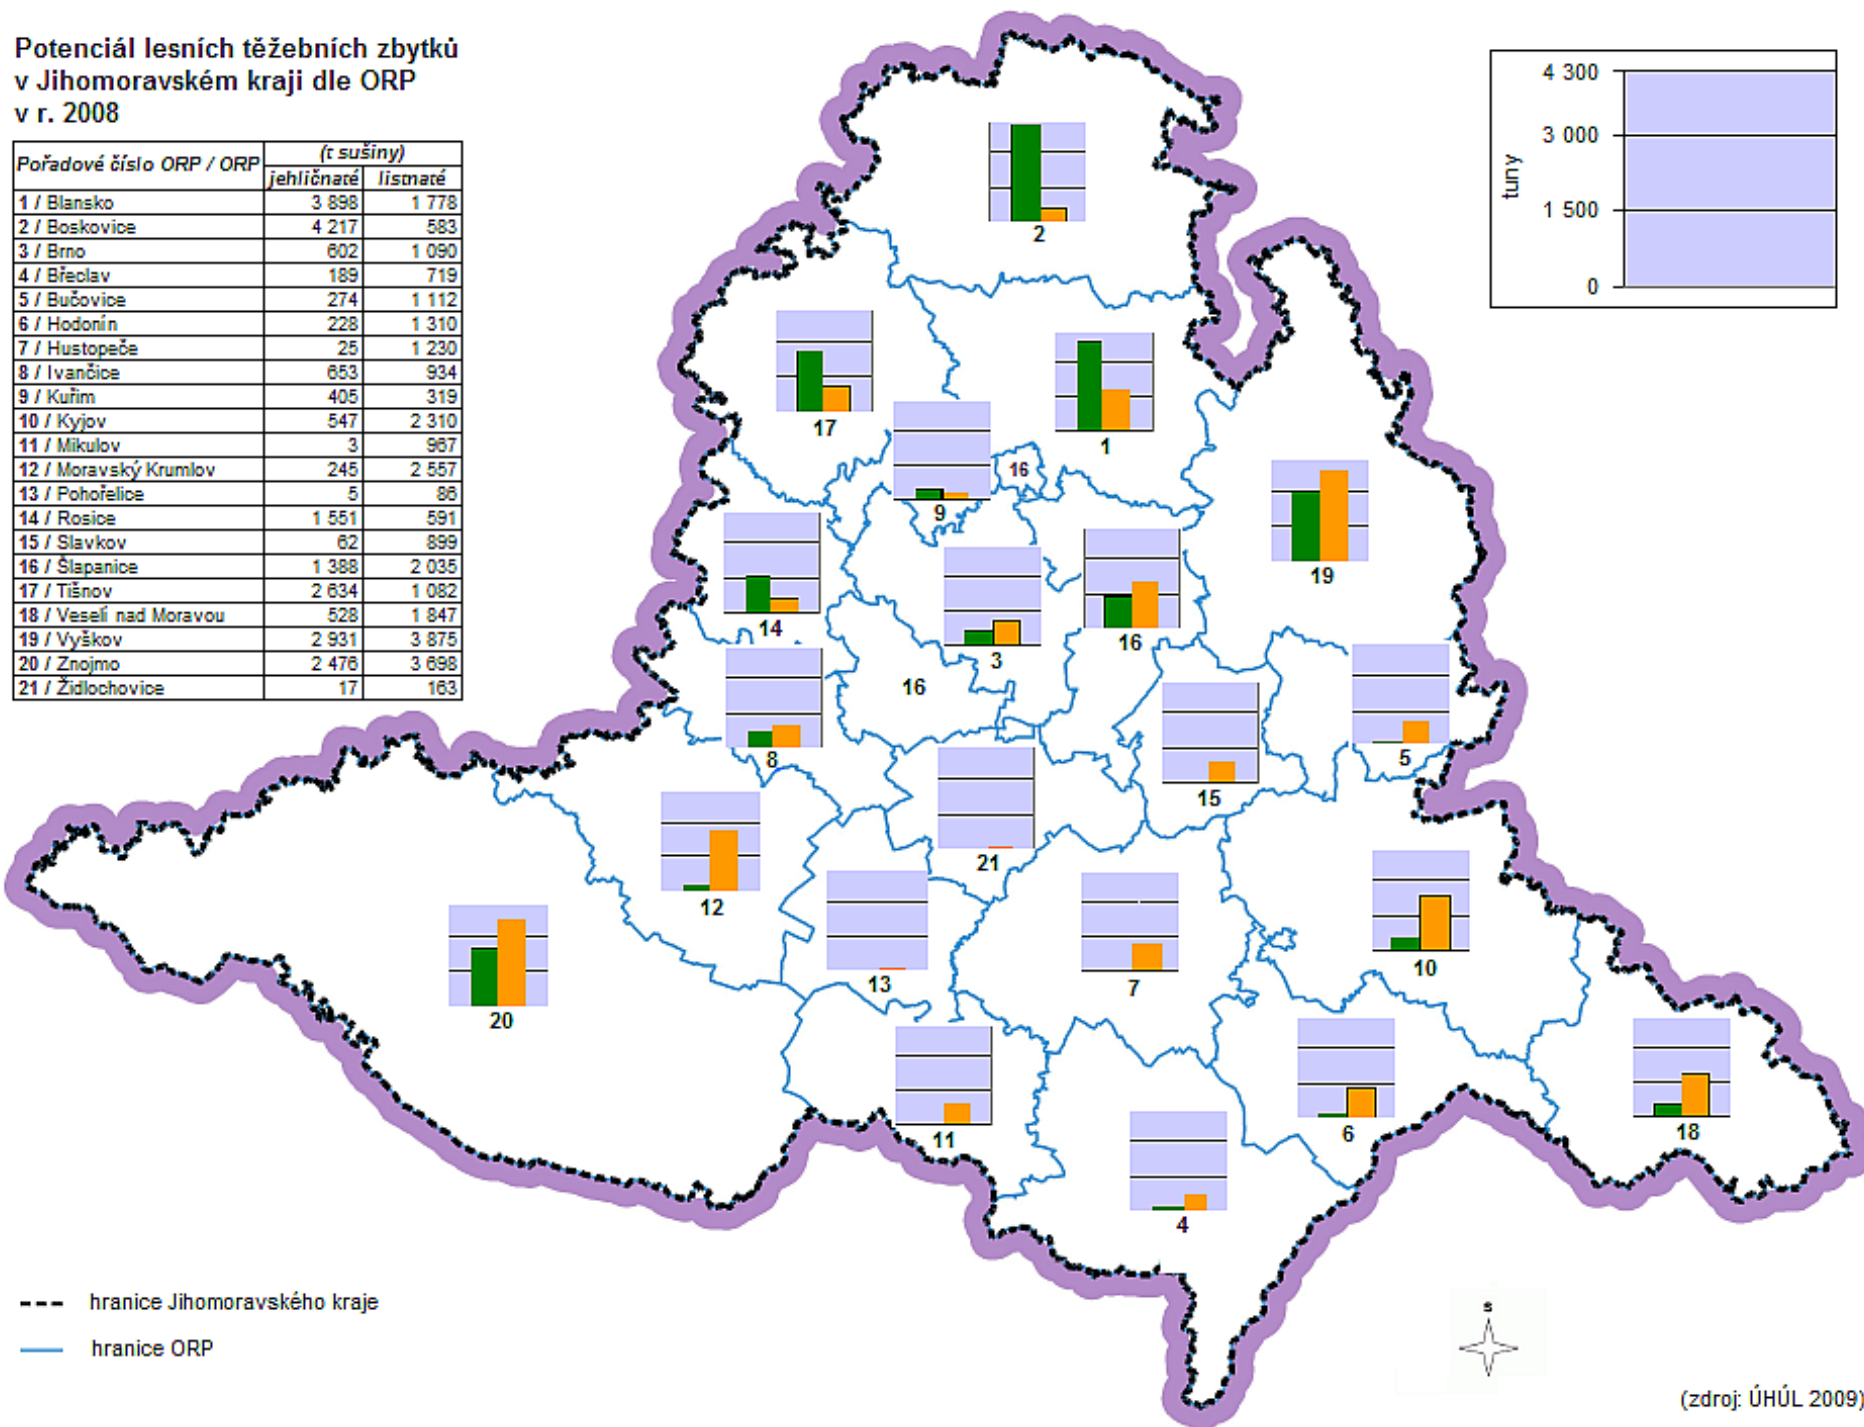 Potenciál lesních těžebních zbytků
v Jihomoravském kraji dle ORP
v r. 2008
Pořadové číslo ORP / ORP (t sušiny)
jehličnaté listnaté
1 / Blansko 3 898 1 778
2 / Boskovice 4 217 583
3 / Brno 602 1 090
4 / Břeclav 189 719
5 / Bučovice 274 1 112
6 / Hodonín 228 1 310
7 / Hustopeče 25 1 230
8 / Ivančice 653 934
9 / Kuřim 405 319
10 / Kyjov 547 2 310
11 / Mikulov 3 967
12 / Moravský Krumlov 245 2 557
13 / Pohořelice 5 86
14 / Rosice 1 551 591
15 / Slavkov 62 899
16 / Šlapanice 1 388 2 035
17 / Tišnov 2 634 1 082
18 / Veselí nad Moravou 528 1 847
19 / Vyškov 2 931 3 875
20 / Znojmo 2 476 3 698
21 / Židlochovice 17 163
4 300
3 000
1 500
0
tuny
2
17
1
16
9
19
14
3
16
16
8
15
5
21
12
13
7
10
20
11
6
18
4
hranice Jihomoravského kraje
hranice ORP
s
(zdroj: ÚHÚL 2009)